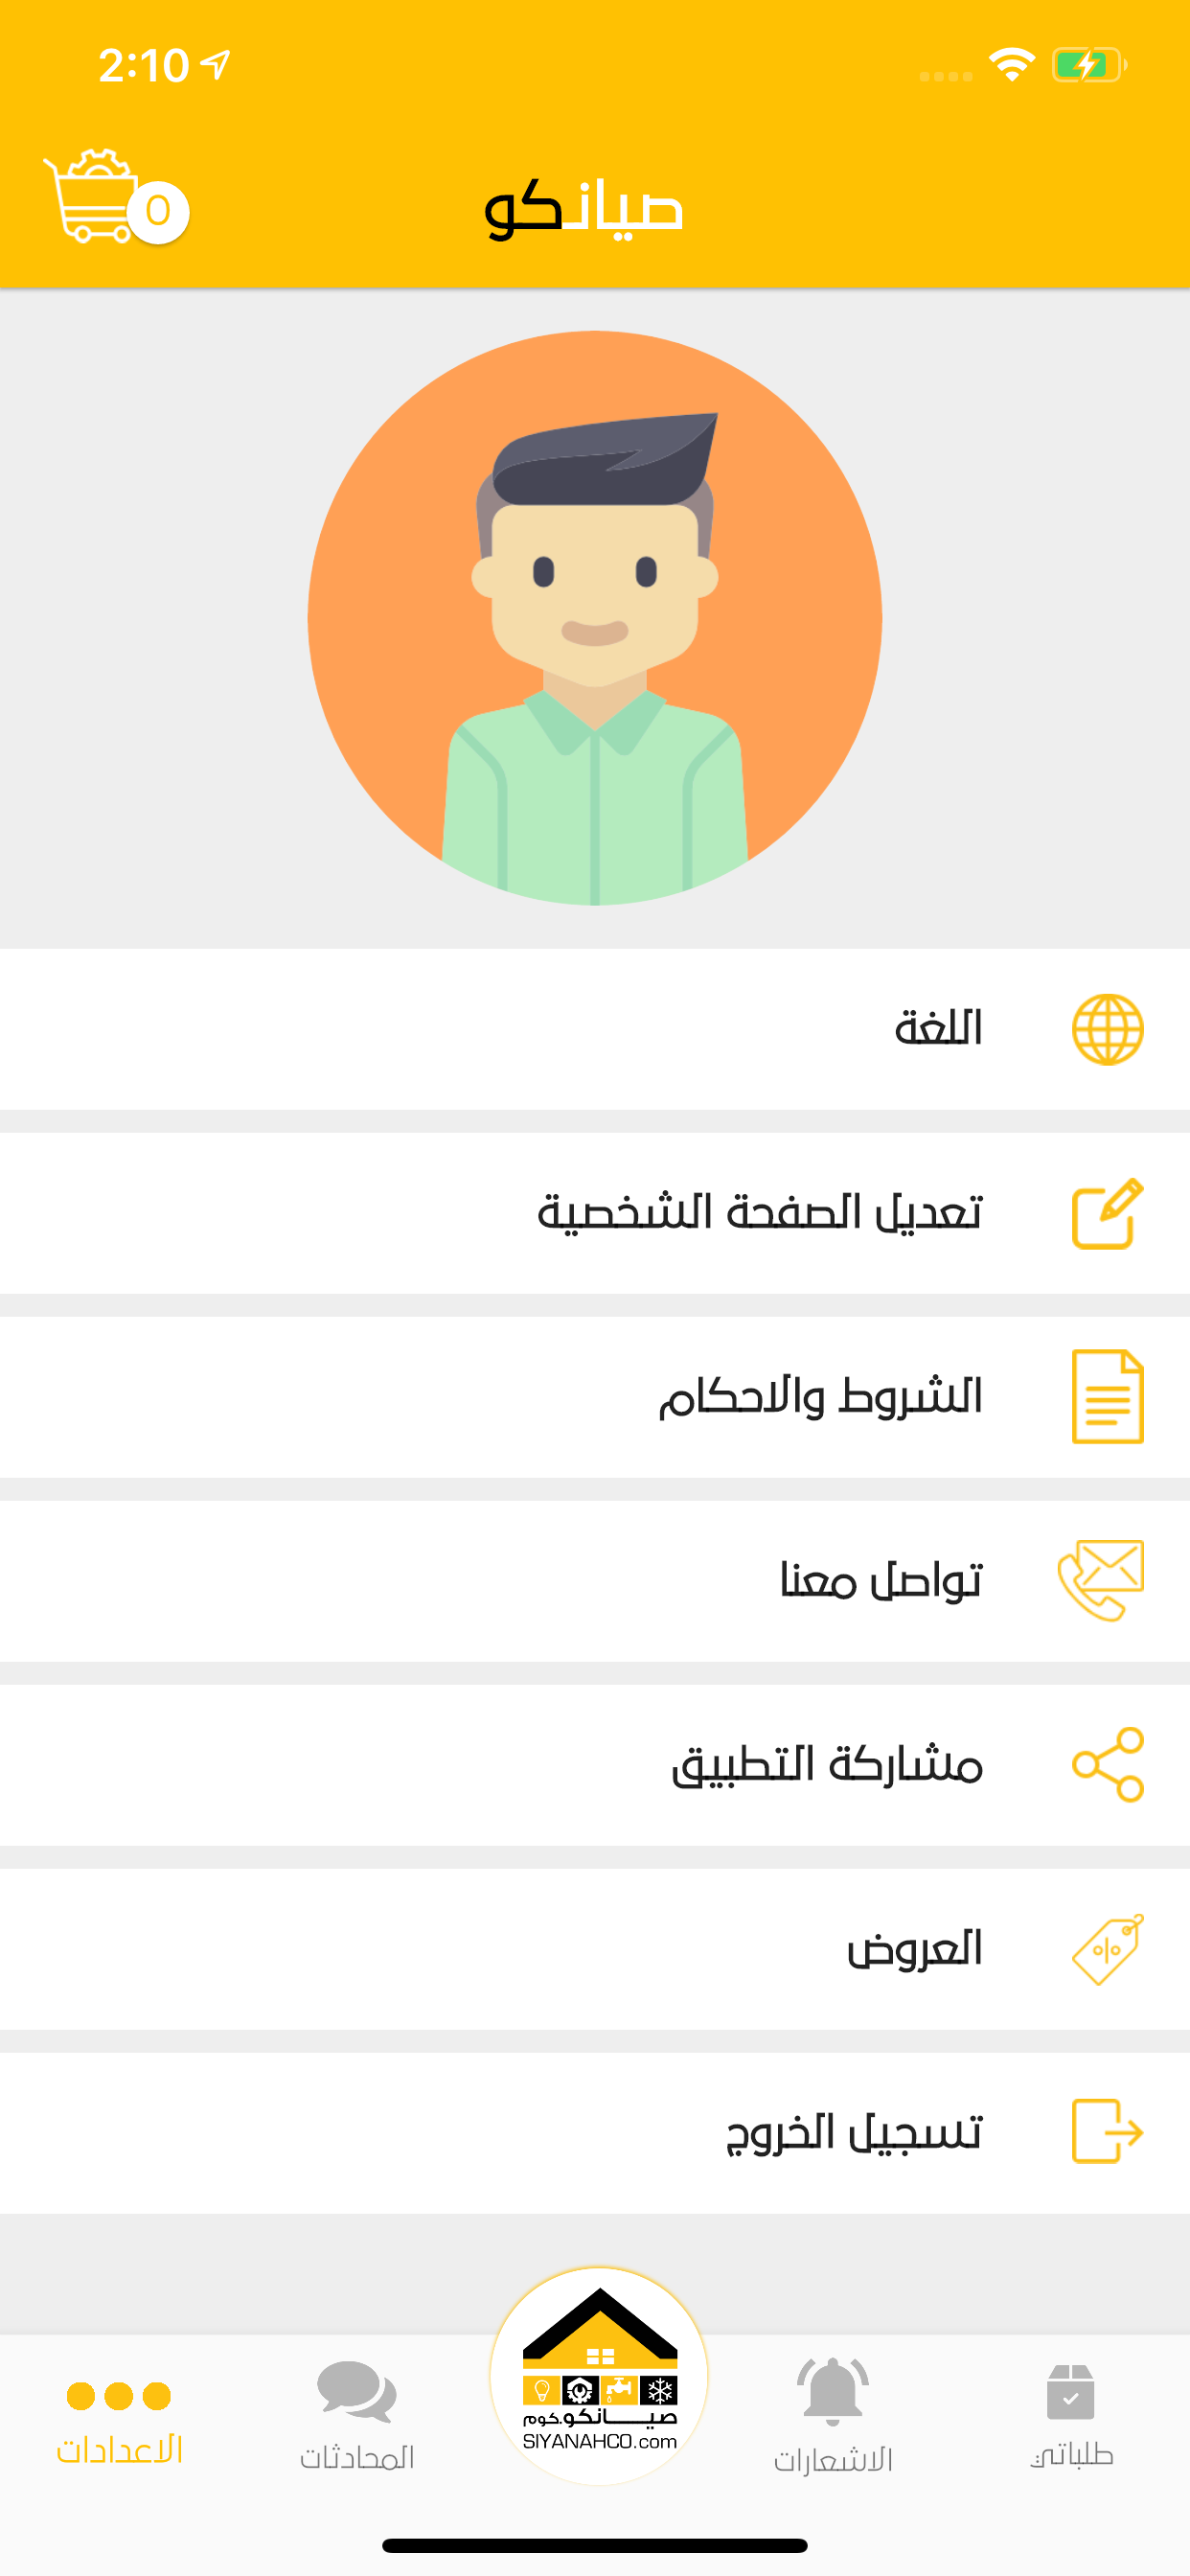 2:10
صيانكو
0
اللغة
تعديل الصفحة الشخصية
الشروط والاحكام
تواصل معنا
مشاركة التطبيق
العروض
تسجيل الخروج
صيـــانكو.كوم
SIYANAHCO.com
طلباتي
الاشعارات
المحادثات
الاعدادات